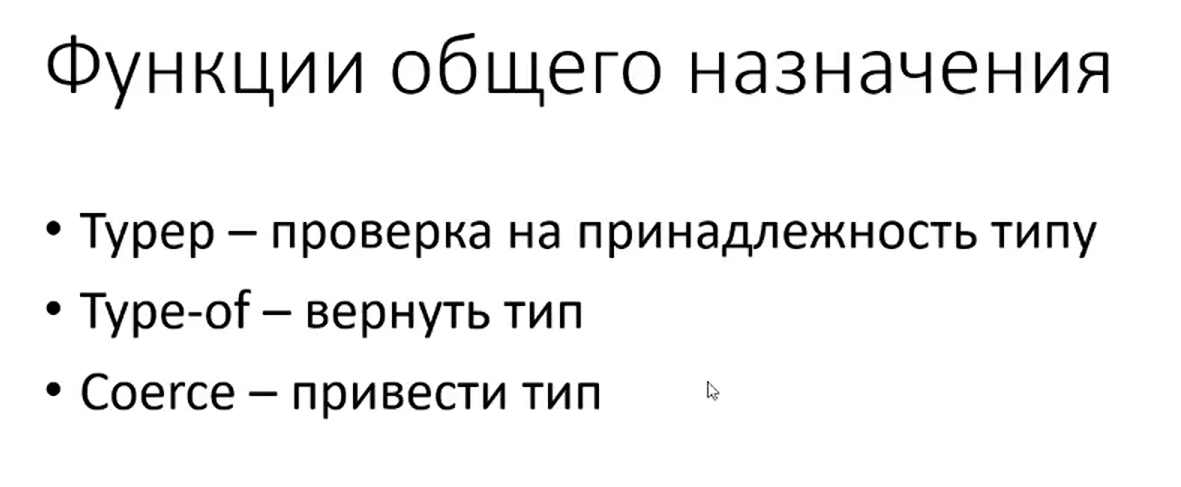 Функции общего назначения
• Typep – проверка на принадлежность типу
• Type-of – вернуть тип
• Coerce – привести тип